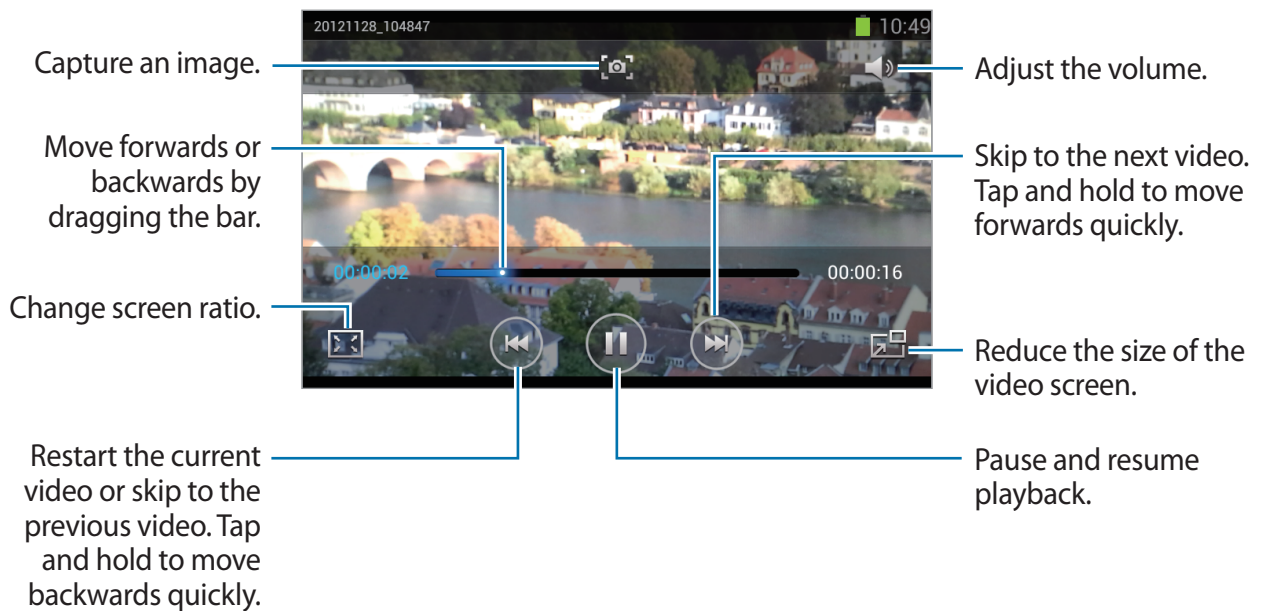 20121128_104847
10:49
Capture an image.
Adjust the volume.
Move forwards or
backwards by
dragging the bar.
Skip to the next video.
Tap and hold to move
forwards quickly.
00:00:02
00:00:16
Change screen ratio.
Reduce the size of the
video screen.
Restart the current
video or skip to the
previous video. Tap
and hold to move
backwards quickly.
Pause and resume
playback.